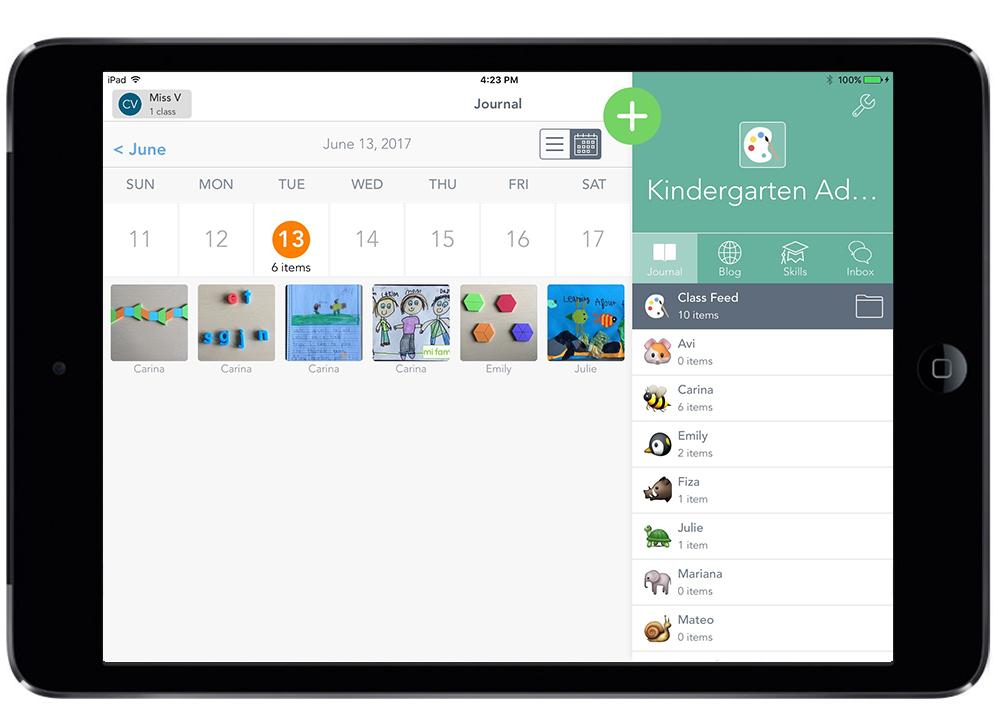 iPad
4:23 PM
100%
CV
Miss V
1 class
Journal
< June
June 13, 2017
SUN MON TUE WED THU FRI SAT
11 12 13 14 15 16 17
6 items
et
mi fam
Carina Carina Carina Carina Emily Julie
Kindergarten Ad...
Journal Blog Skills Inbox
Class Feed
10 items
Avi
0 items
Carina
6 items
Emily
2 items
Fiza
1 item
Julie
1 item
Mariana
0 items
Mateo
0 items